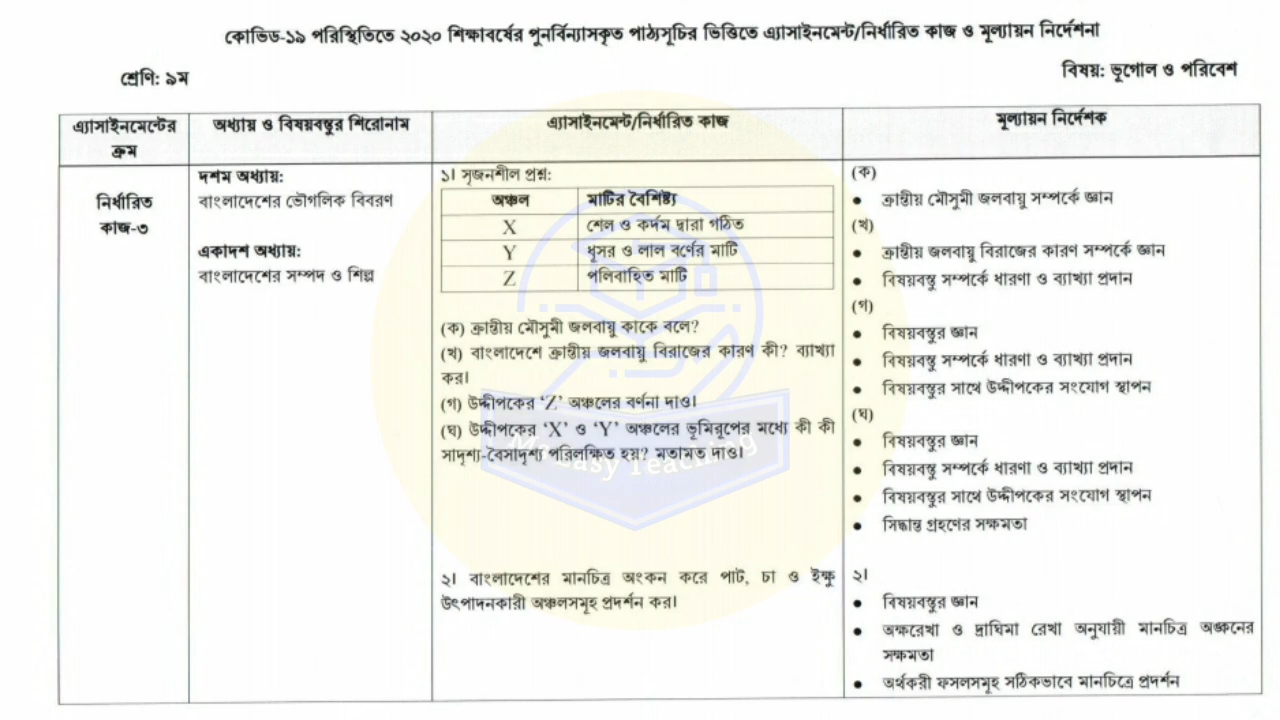 কোভিড-১৯ পরিস্থিতিতে ২০২০ শিক্ষাবর্ষের পুনর্বিন্যাসকৃত পাঠ্যসূচির ভিত্তিতে এ্যাসাইনমেন্ট/নির্ধারিত কাজ ও মূল্যায়ন নির্দেশনা
শ্রেণি: ৯ম
বিষয়: ভূগোল ও পরিবেশ
এ্যাসাইনমেন্টের
ক্রম
অধ্যায় ও বিষয়বস্তুর শিরোনাম
এ্যাসাইনমেন্ট/নির্ধারিত কাজ
মূল্যায়ন নির্দেশক
নির্ধারিত
কাজ-৩
দশম অধ্যায়:
বাংলাদেশের ভৌগলিক বিবরণ
একাদশ অধ্যায়:
বাংলাদেশের সম্পদ ও শিল্প
১। সৃজনশীল প্রশ্ন:
অঞ্চল মাটির বৈশিষ্ট্য
X শেল ও কর্দম দ্বারা গঠিত
Y ধূসর ও লাল বর্ণের মাটি
Z পলিবাহিত মাটি
(ক) ক্রান্তীয় মৌসুমী জলবায়ু কাকে বলে?
(খ) বাংলাদেশে ক্রান্তীয় জলবায়ু বিরাজের কারণ কী? ব্যাখ্যা
কর।
(গ) উদ্দীপকের ‘Z’ অঞ্চলের বর্ণনা দাও।
(ঘ) উদ্দীপকের ‘X’ ও ‘Y’ অঞ্চলের ভূমিরূপের মধ্যে কী কী
সাদৃশ্য-বৈসাদৃশ্য পরিলক্ষিত হয়? মতামত দাও।
২। বাংলাদেশের মানচিত্র অংকন করে পাট, চা ও ইক্ষু
উৎপাদনকারী অঞ্চলসমূহ প্রদর্শন কর।
(ক)
• ক্রান্তীয় মৌসুমী জলবায়ু সম্পর্কে জ্ঞান
(খ)
• ক্রান্তীয় জলবায়ু বিরাজের কারণ সম্পর্কে জ্ঞান
• বিষয়বস্তু সম্পর্কে ধারণা ও ব্যাখ্যা প্রদান
(গ)
• বিষয়বস্তুর জ্ঞান
• বিষয়বস্তু সম্পর্কে ধারণা ও ব্যাখ্যা প্রদান
• বিষয়বস্তুর সাথে উদ্দীপকের সংযোগ স্থাপন
(ঘ)
• বিষয়বস্তুর জ্ঞান
• বিষয়বস্তু সম্পর্কে ধারণা ও ব্যাখ্যা প্রদান
• বিষয়বস্তুর সাথে উদ্দীপকের সংযোগ স্থাপন
• সিদ্ধান্ত গ্রহণের সক্ষমতা
২।
• বিষয়বস্তুর জ্ঞান
• অক্ষরেখা ও দ্রাঘিমা রেখা অনুযায়ী মানচিত্র অঙ্কনের
সক্ষমতা
• অর্থকরী ফসলসমূহ সঠিকভাবে মানচিত্রে প্রদর্শন
Easy Teaching